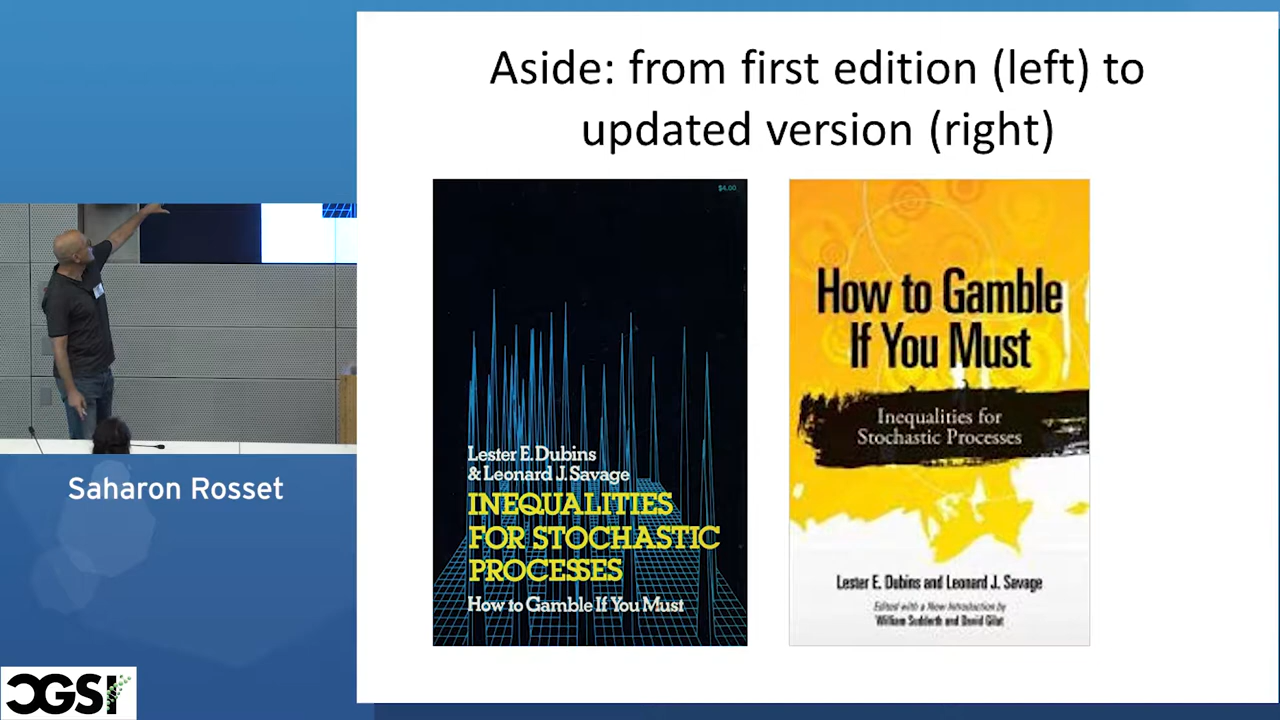 Aside: from first edition (left) to
updated version (right)
$4.00
Lester E. Dubins
& Leonard J. Savage
INEQUALITIES
FOR STOCHASTIC
PROCESSES
How to Gamble If You Must
How to Gamble
If You Must
Inequalities for
Stochastic Processes
Lester E. Dubins and Leonard J. Savage
Edited with a New Introduction by
William Sudderth and David Gilat
Saharon Rosset
CGSI